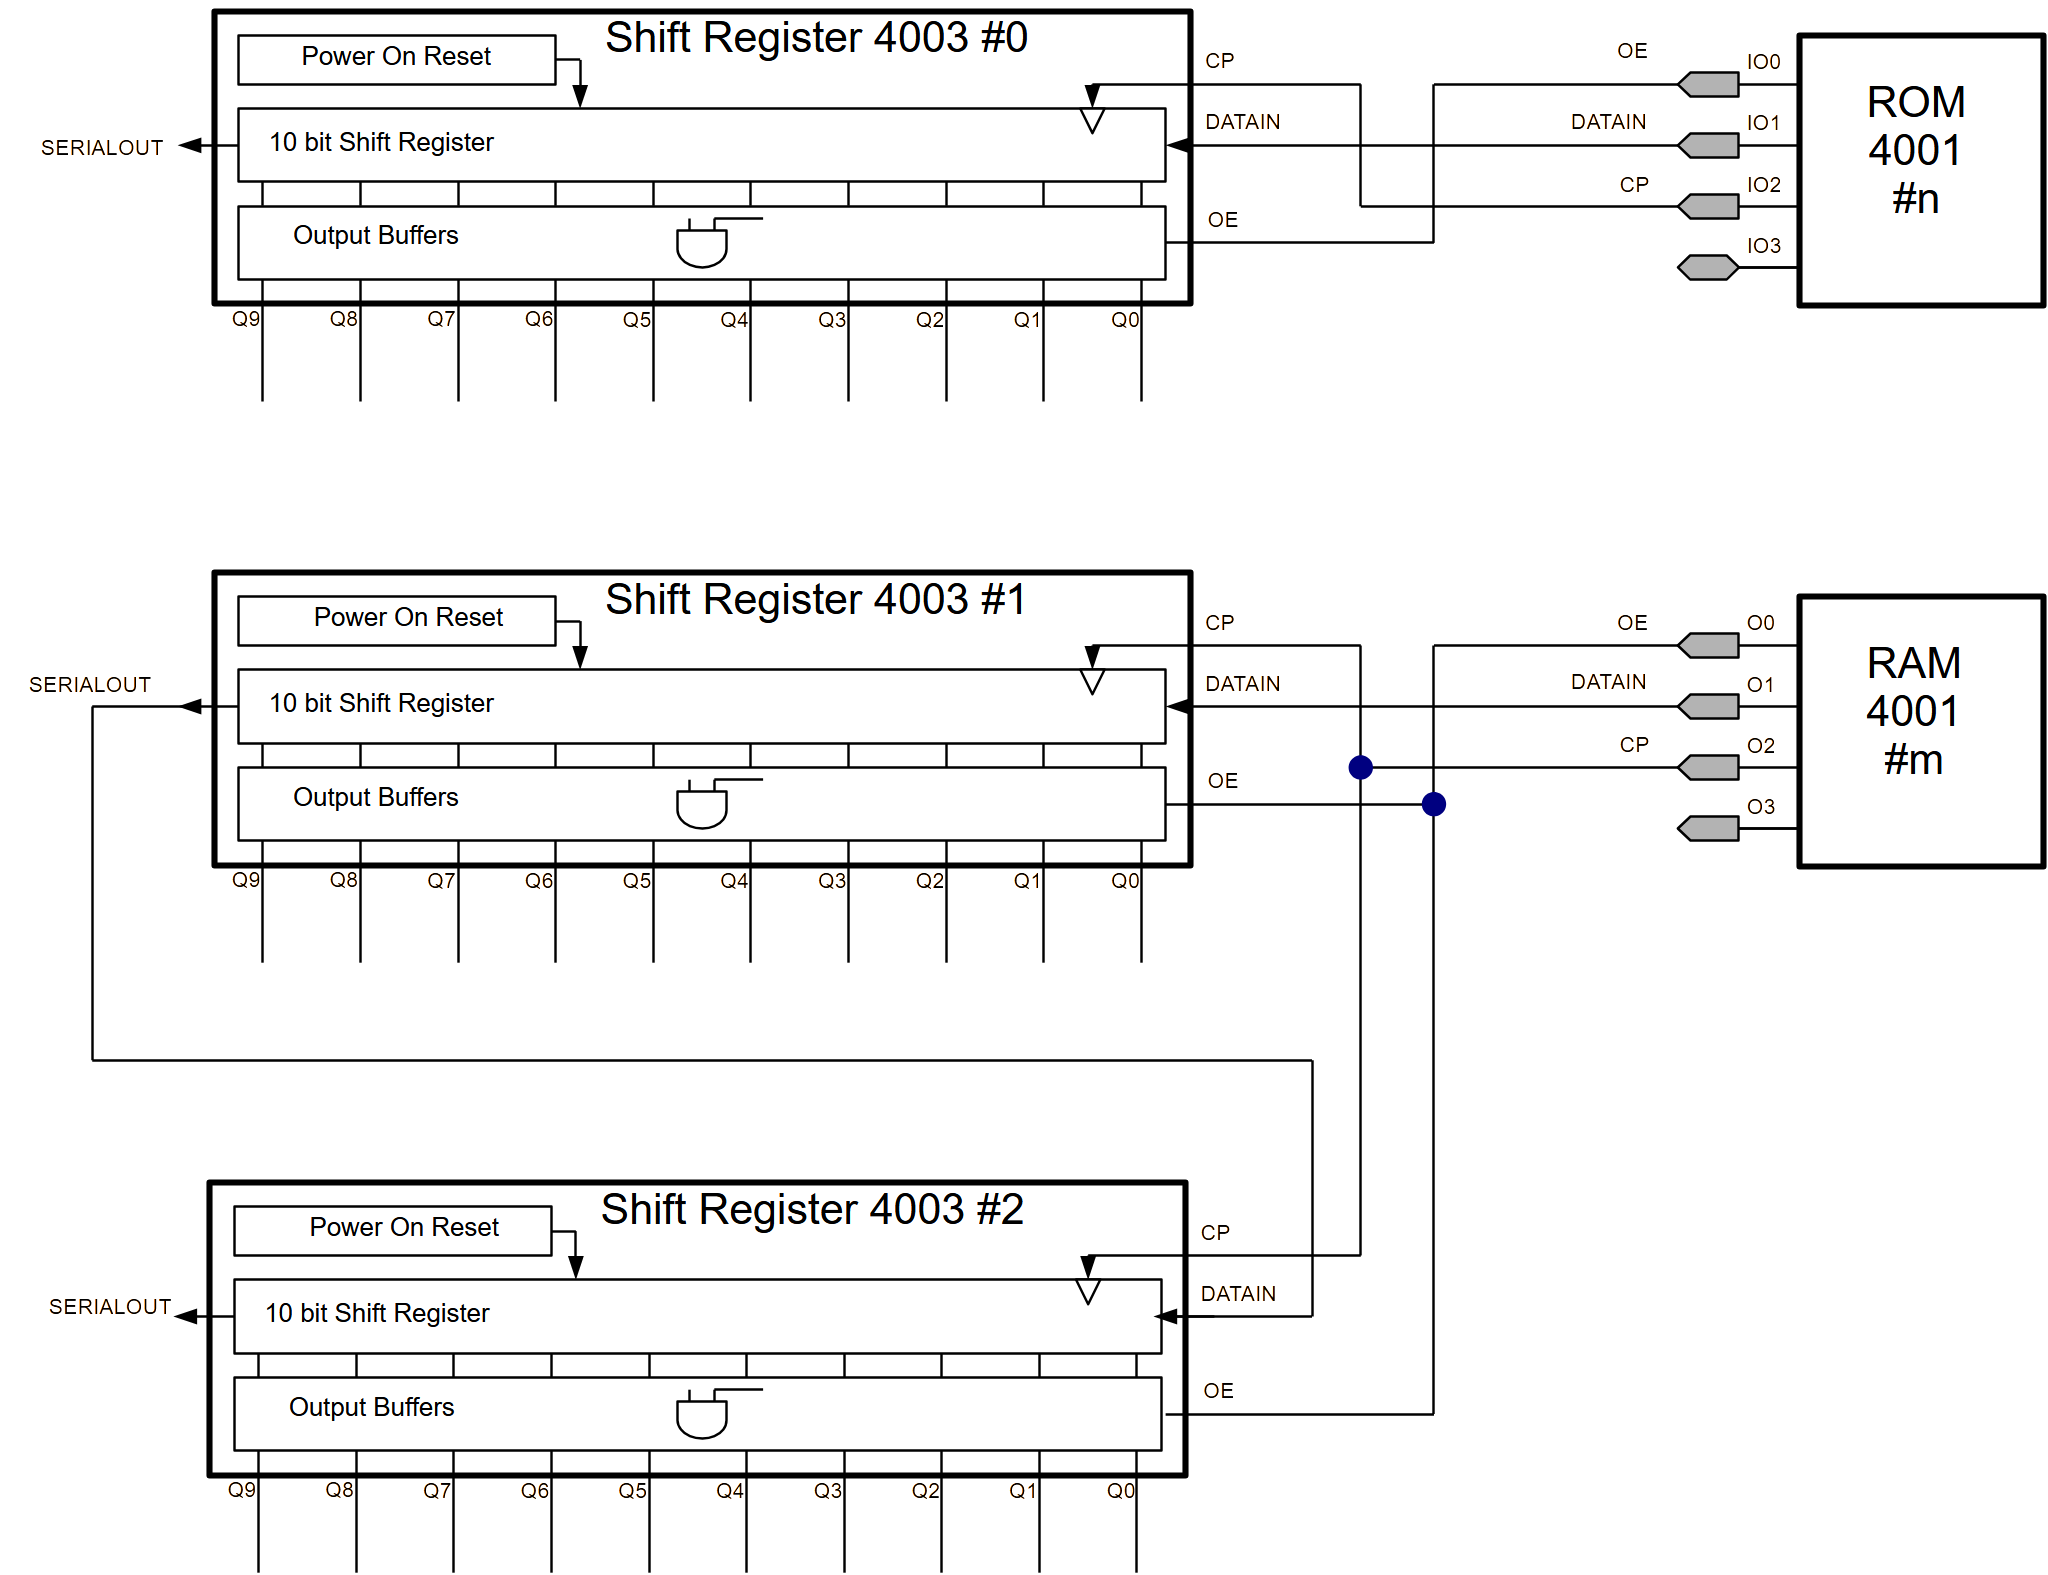 Shift Register 4003 #0
Power On Reset
10 bit Shift Register
Output Buffers
SERIALOUT
CP
DATAIN
OE
Q9 Q8 Q7 Q6 Q5 Q4 Q3 Q2 Q1 Q0
OE
DATAIN
CP
IO0
IO1
IO2
IO3
ROM
4001
#n
Shift Register 4003 #1
Power On Reset
10 bit Shift Register
Output Buffers
SERIALOUT
CP
DATAIN
OE
Q9 Q8 Q7 Q6 Q5 Q4 Q3 Q2 Q1 Q0
OE
DATAIN
CP
O0
O1
O2
O3
RAM
4001
#m
Shift Register 4003 #2
Power On Reset
10 bit Shift Register
Output Buffers
SERIALOUT
CP
DATAIN
OE
Q9 Q8 Q7 Q6 Q5 Q4 Q3 Q2 Q1 Q0